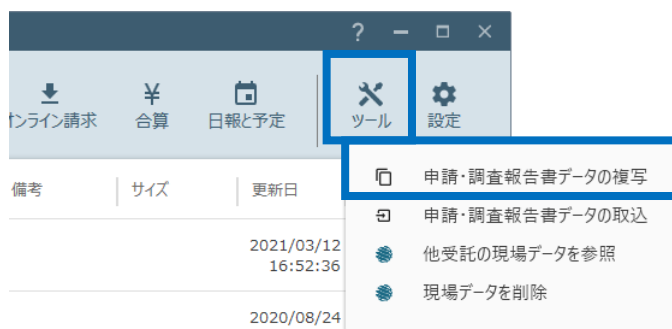 ?
オンライン請求
合算
日報と予定
ツール
設定
備考
サイズ
更新日
申請・調査報告書データの複写
申請・調査報告書データの取込
他受託の現場データを参照
現場データを削除
2021/03/12
16:52:36
2020/08/24